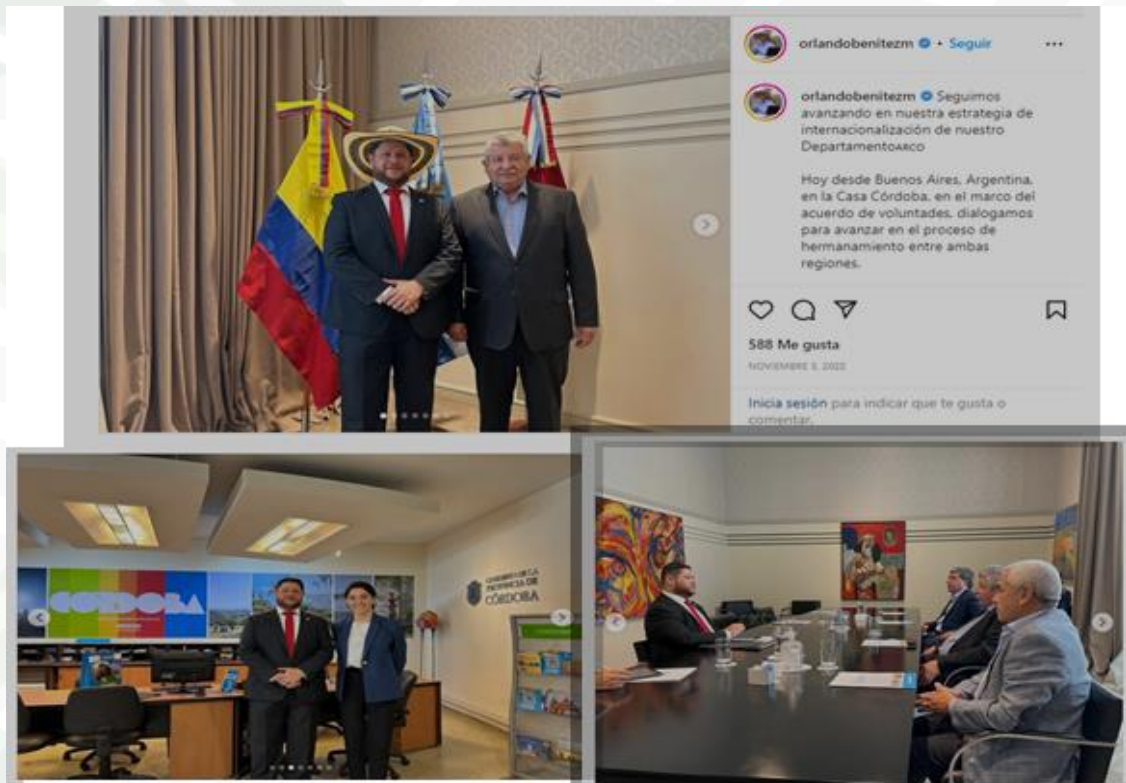 orlandobenitezm • Seguir
orlandobenitezm Seguimos
avanzando en nuestra estrategia de
internacionalización de nuestro
DepartamentoARCO
Hoy desde Buenos Aires, Argentina,
en la Casa Córdoba, en el marco del
acuerdo de voluntades, dialogamos
para avanzar en el proceso de
hermanamiento entre ambas
regiones.
588 Me gusta
NOVIEMBRE 3, 2022
Inicia sesión para indicar que te gusta o
comentar.
CÓRDOBA
GOBIERNO DE LA
PROVINCIA DE
CÓRDOBA